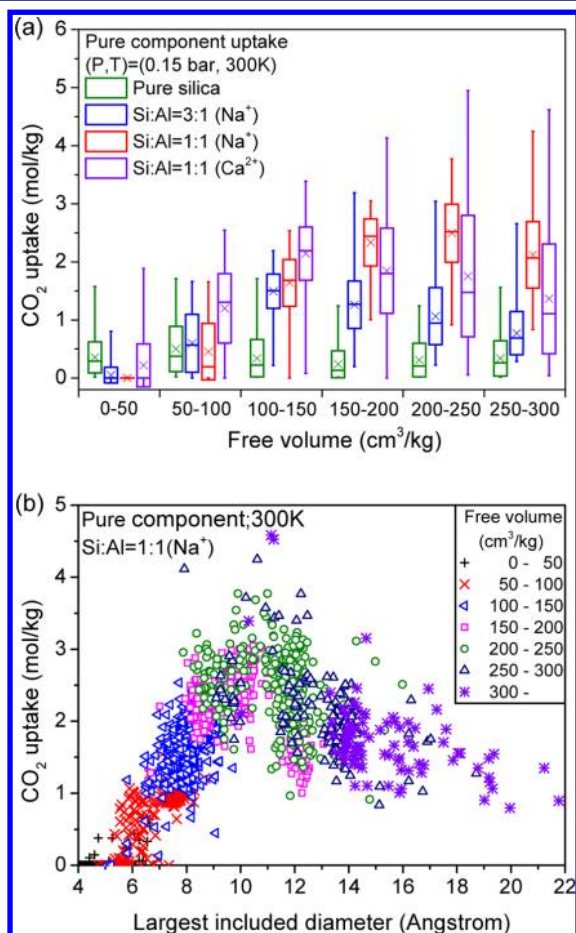 (a)
Pure component uptake
(P,T)=(0.15 bar, 300K)
Pure silica
Si:Al=3:1 (Na⁺)
Si:Al=1:1 (Na⁺)
Si:Al=1:1 (Ca²⁺)
CO₂ uptake (mol/kg)
6
5
4
3
2
1
0
0-50 50-100 100-150 150-200 200-250 250-300
Free volume (cm³/kg)
(b)
Pure component;300K
Si:Al=1:1(Na⁺)
Free volume
(cm³/kg)
0 - 50
50 - 100
100 - 150
150 - 200
200 - 250
250 - 300
300 -
CO₂ uptake (mol/kg)
5
4
3
2
1
0
4 6 8 10 12 14 16 18 20 22
Largest included diameter (Angstrom)